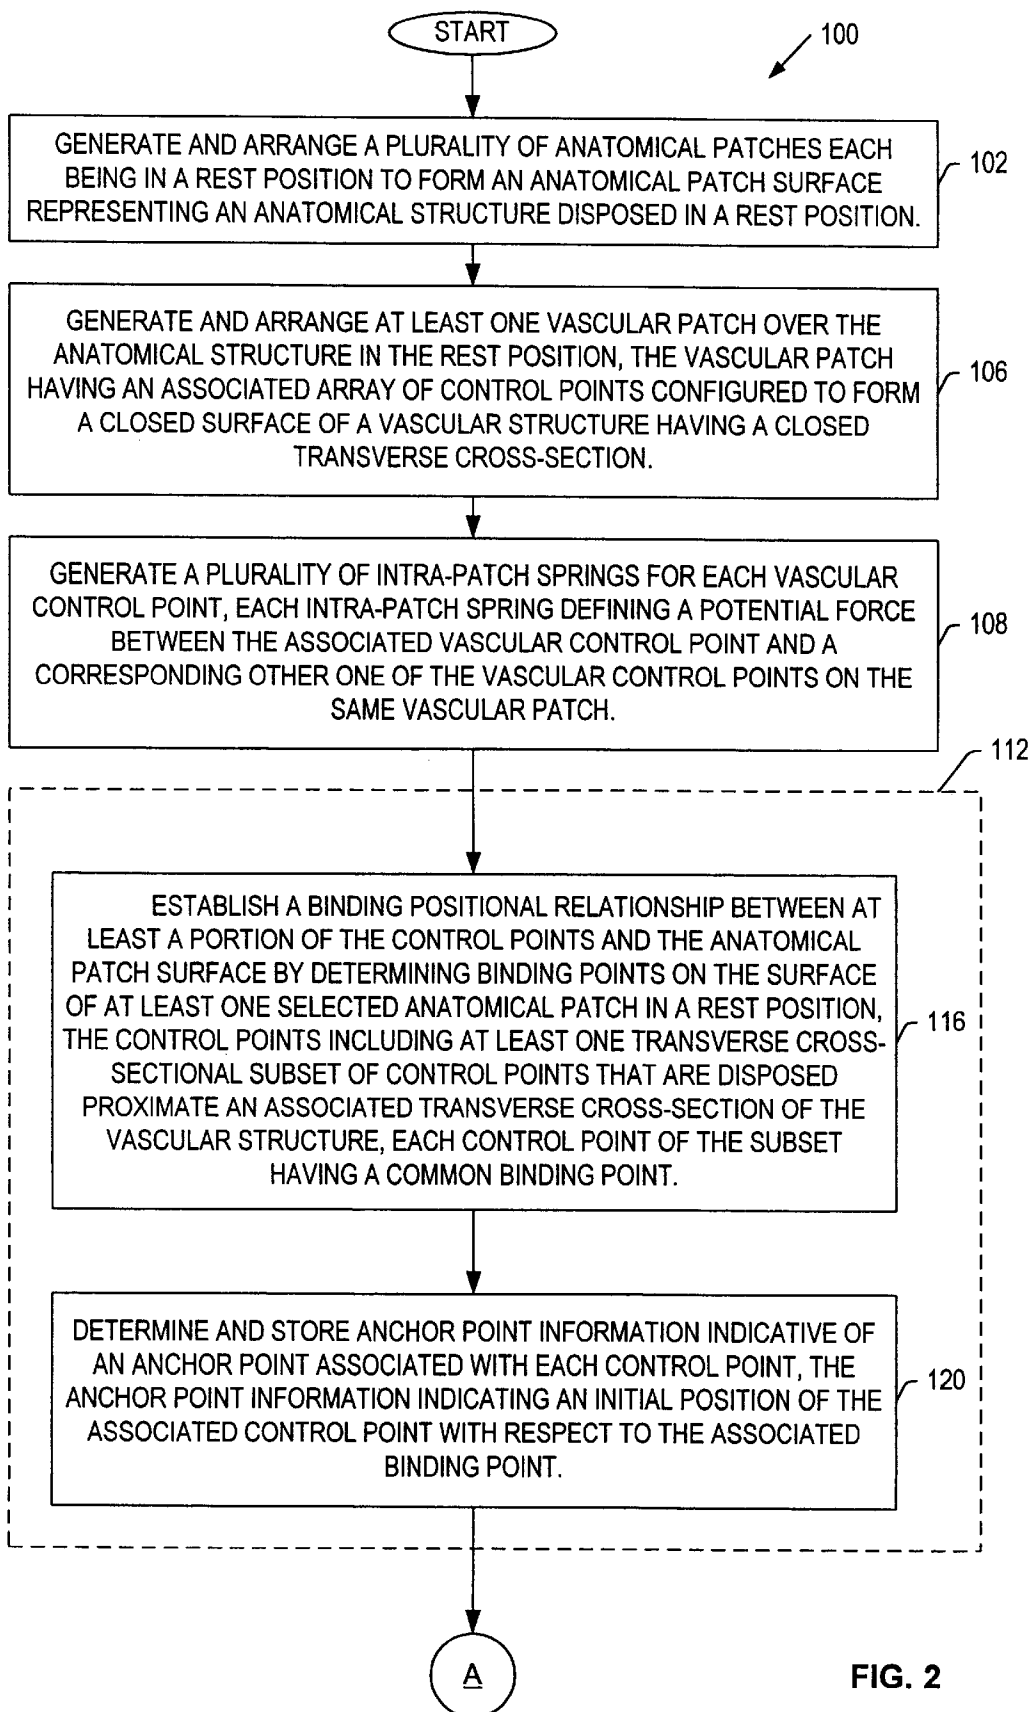 START
100
GENERATE AND ARRANGE A PLURALITY OF ANATOMICAL PATCHES EACH
BEING IN A REST POSITION TO FORM AN ANATOMICAL PATCH SURFACE
REPRESENTING AN ANATOMICAL STRUCTURE DISPOSED IN A REST POSITION.
102
GENERATE AND ARRANGE AT LEAST ONE VASCULAR PATCH OVER THE
ANATOMICAL STRUCTURE IN THE REST POSITION, THE VASCULAR PATCH
HAVING AN ASSOCIATED ARRAY OF CONTROL POINTS CONFIGURED TO FORM
A CLOSED SURFACE OF A VASCULAR STRUCTURE HAVING A CLOSED
TRANSVERSE CROSS-SECTION.
106
GENERATE A PLURALITY OF INTRA-PATCH SPRINGS FOR EACH VASCULAR
CONTROL POINT, EACH INTRA-PATCH SPRING DEFINING A POTENTIAL FORCE
BETWEEN THE ASSOCIATED VASCULAR CONTROL POINT AND A
CORRESPONDING OTHER ONE OF THE VASCULAR CONTROL POINTS ON THE
SAME VASCULAR PATCH.
108
112
ESTABLISH A BINDING POSITIONAL RELATIONSHIP BETWEEN AT
LEAST A PORTION OF THE CONTROL POINTS AND THE ANATOMICAL
PATCH SURFACE BY DETERMINING BINDING POINTS ON THE SURFACE
OF AT LEAST ONE SELECTED ANATOMICAL PATCH IN A REST POSITION,
THE CONTROL POINTS INCLUDING AT LEAST ONE TRANSVERSE CROSS-
SECTIONAL SUBSET OF CONTROL POINTS THAT ARE DISPOSED
PROXIMATE AN ASSOCIATED TRANSVERSE CROSS-SECTION OF THE
VASCULAR STRUCTURE, EACH CONTROL POINT OF THE SUBSET
HAVING A COMMON BINDING POINT.
116
DETERMINE AND STORE ANCHOR POINT INFORMATION INDICATIVE OF
AN ANCHOR POINT ASSOCIATED WITH EACH CONTROL POINT, THE
ANCHOR POINT INFORMATION INDICATING AN INITIAL POSITION OF THE
ASSOCIATED CONTROL POINT WITH RESPECT TO THE ASSOCIATED
BINDING POINT.
120
A
FIG. 2